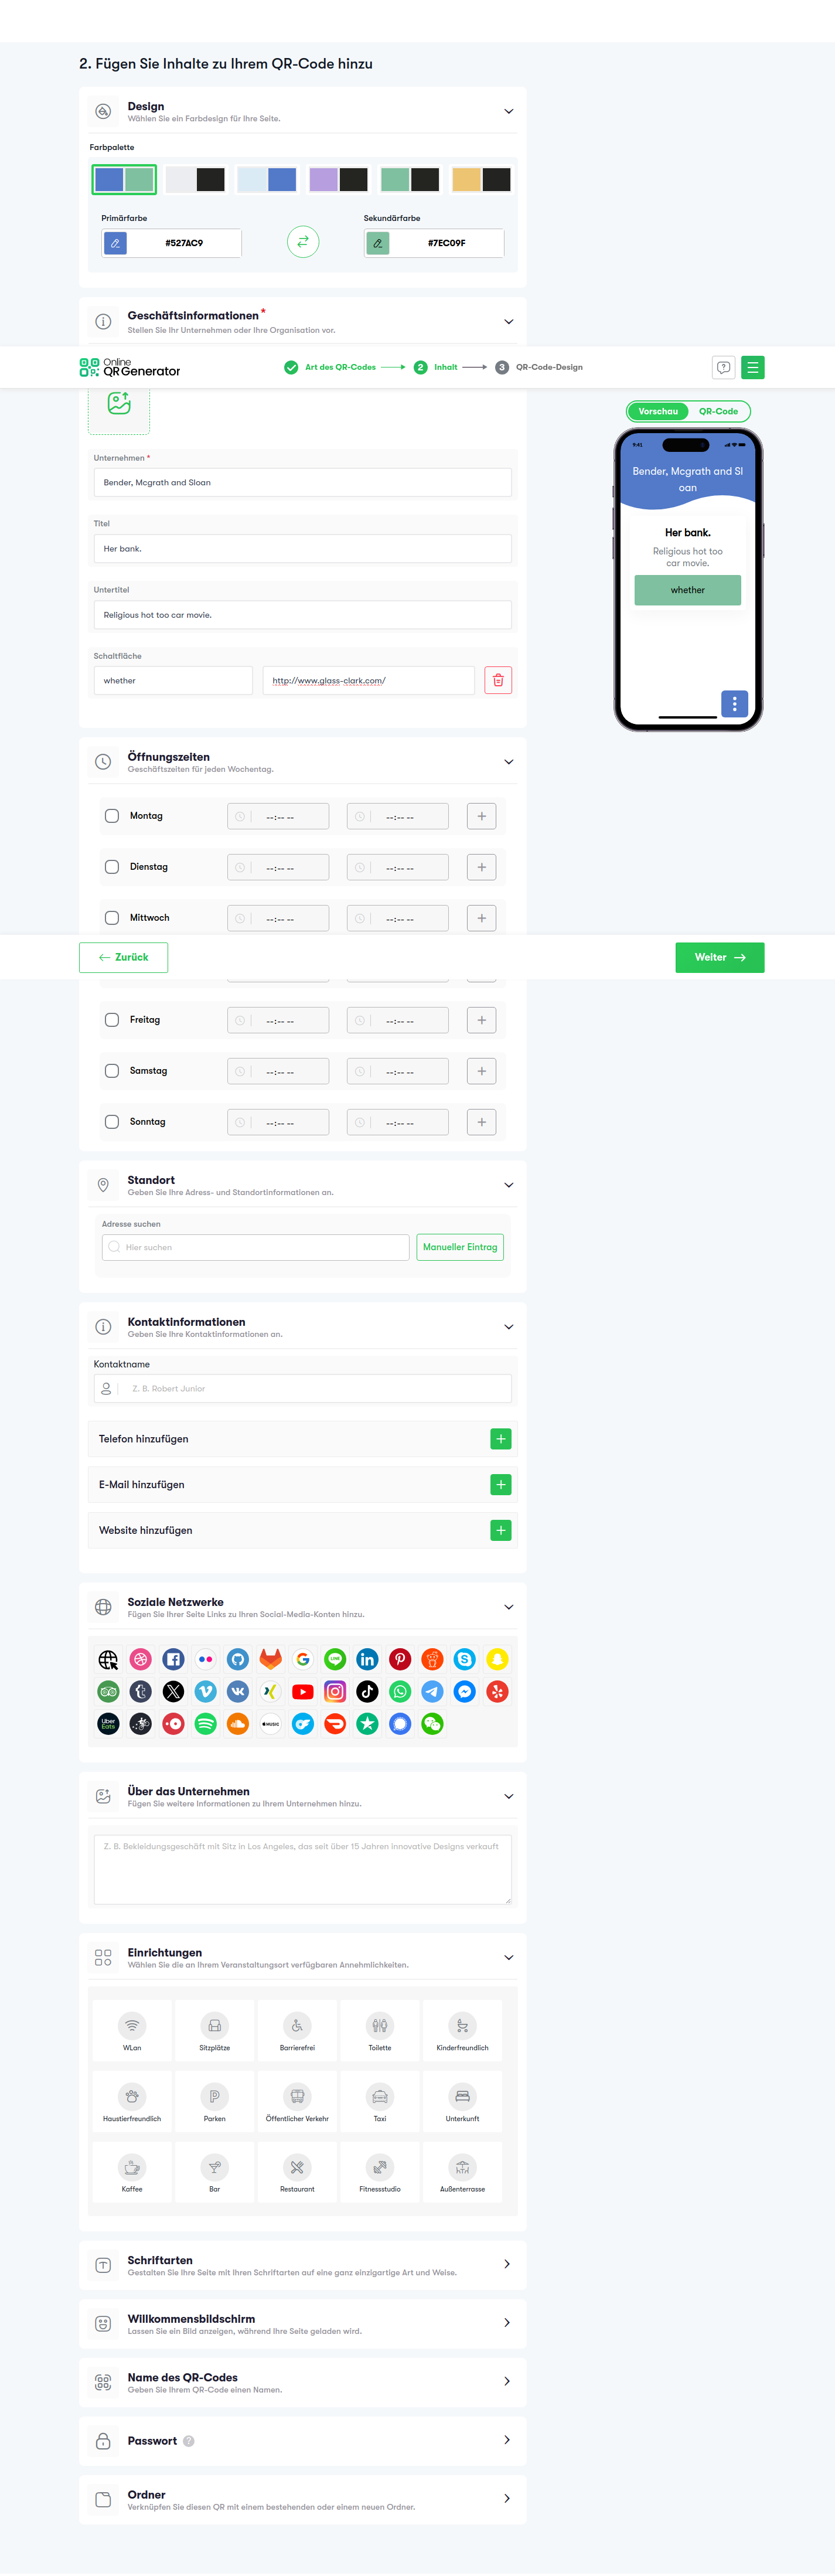 2. Fügen Sie Inhalte zu Ihrem QR-Code hinzu
Design
Wählen Sie ein Farbdesign für Ihre Seite.
Farbpalette
Primärfarbe
Sekundärfarbe
#527AC9
#7EC09F
Geschäftsinformationen *
Stellen Sie Ihr Unternehmen oder Ihre Organisation vor.
Online
QR Generator
Art des QR-Codes
2 Inhalt
3 QR-Code-Design
Vorschau
QR-Code
9:41
Bender, Mcgrath and Sl
oan
Her bank.
Religious hot too
car movie.
whether
Unternehmen *
Bender, Mcgrath and Sloan
Titel
Her bank.
Untertitel
Religious hot too car movie.
Schaltfläche
whether
http://www.glass-clark.com/
Öffnungszeiten
Geschäftszeiten für jeden Wochentag.
Montag --:-- -- --:-- --
Dienstag --:-- -- --:-- --
Mittwoch --:-- -- --:-- --
Zurück
Weiter
Freitag --:-- -- --:-- --
Samstag --:-- -- --:-- --
Sonntag --:-- -- --:-- --
Standort
Geben Sie Ihre Adress- und Standortinformationen an.
Adresse suchen
Hier suchen
Manueller Eintrag
Kontaktinformationen
Geben Sie Ihre Kontaktinformationen an.
Kontaktname
Z. B. Robert Junior
Telefon hinzufügen
E-Mail hinzufügen
Website hinzufügen
Soziale Netzwerke
Fügen Sie Ihrer Seite Links zu Ihren Social-Media-Konten hinzu.
LINE
Uber
Eats
MUSIC
Über das Unternehmen
Fügen Sie weitere Informationen zu Ihrem Unternehmen hinzu.
Z. B. Bekleidungsgeschäft mit Sitz in Los Angeles, das seit über 15 Jahren innovative Designs verkauft
Einrichtungen
Wählen Sie die an Ihrem Veranstaltungsort verfügbaren Annehmlichkeiten.
WLan
Sitzplätze
Barrierefrei
Toilette
Kinderfreundlich
Haustierfreundlich
Parken
Öffentlicher Verkehr
Taxi
Unterkunft
Kaffee
Bar
Restaurant
Fitnessstudio
Außenterrasse
Schriftarten
Gestalten Sie Ihre Seite mit Ihren Schriftarten auf eine ganz einzigartige Art und Weise.
Willkommensbildschirm
Lassen Sie ein Bild anzeigen, während Ihre Seite geladen wird.
Name des QR-Codes
Geben Sie Ihrem QR-Code einen Namen.
Passwort ?
Ordner
Verknüpfen Sie diesen QR mit einem bestehenden oder einem neuen Ordner.